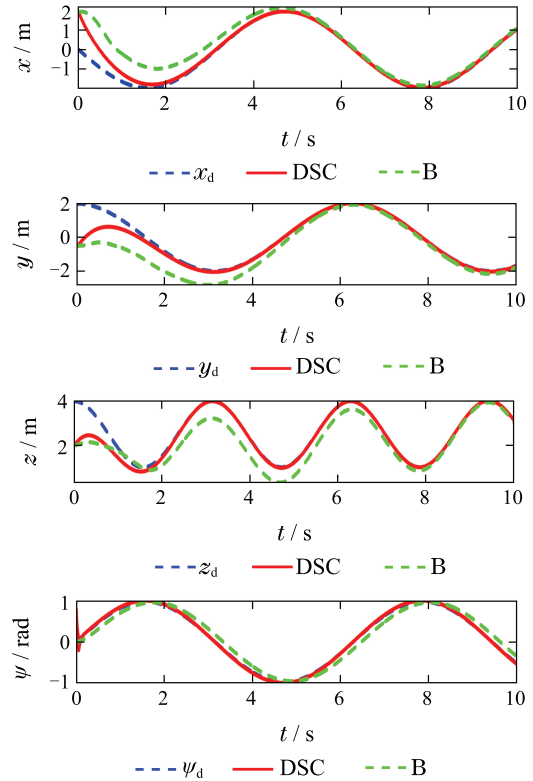 2
1
0
−1
x / m
0 2 4 6 8 10
t / s
x_d DSC B
2
0
−2
y / m
0 2 4 6 8 10
t / s
y_d DSC B
4
2
z / m
0 2 4 6 8 10
t / s
z_d DSC B
1
0
−1
ψ / rad
0 2 4 6 8 10
t / s
ψ_d DSC B